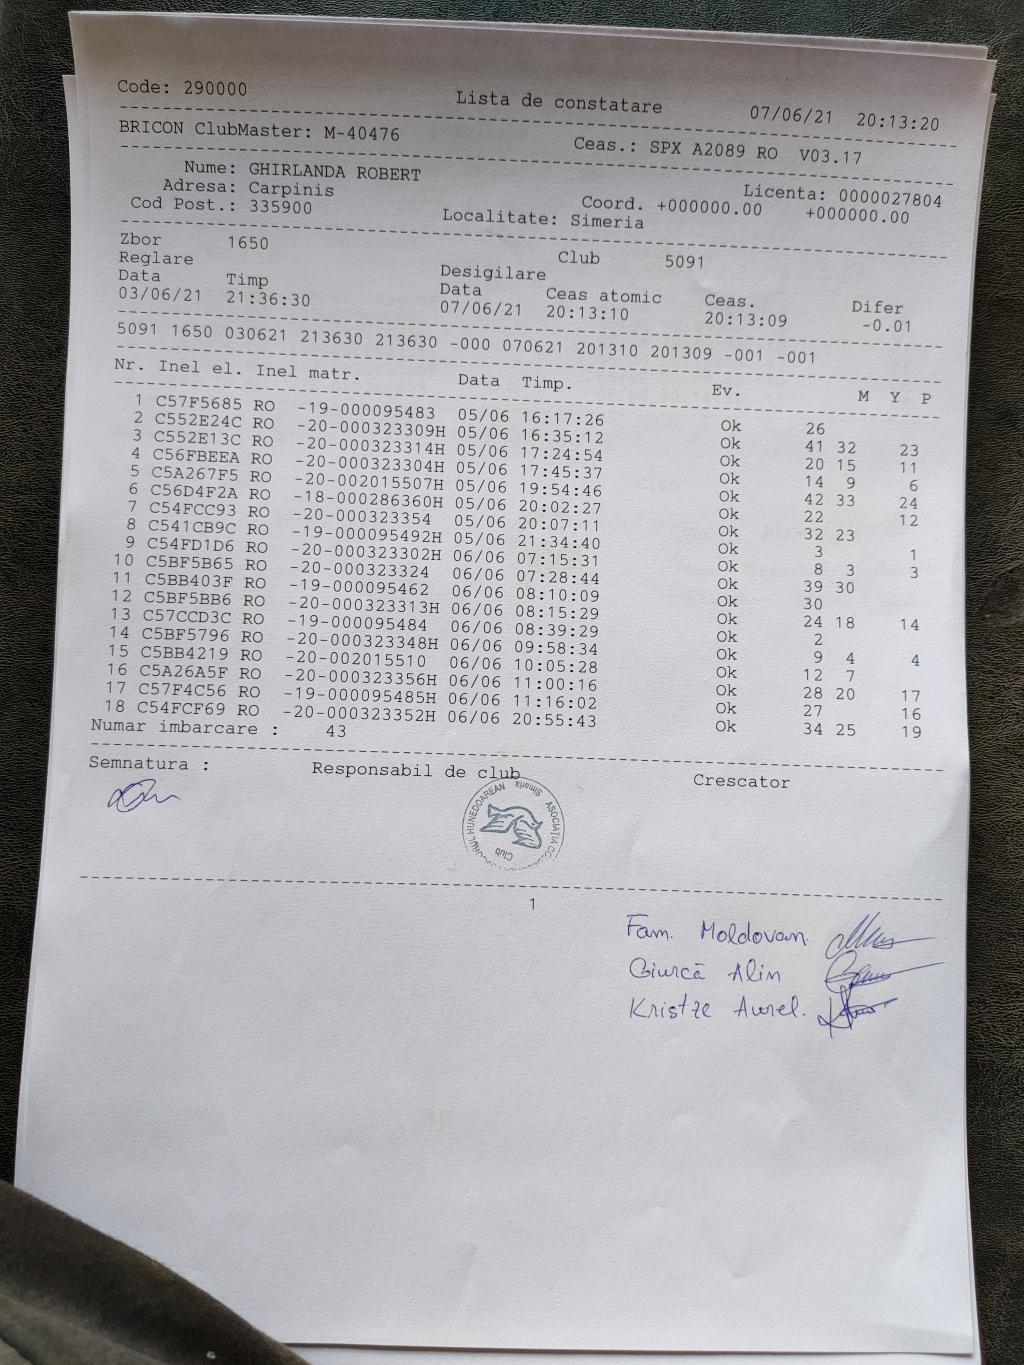 Code: 290000 Lista de constatare 07/06/21 20:13:20
BRICON ClubMaster: M-40476 Ceas.: SPX A2089 RO V03.17
Nume: GHIRLANDA ROBERT Licenta: 0000027804
Adresa: Carpinis Coord. +000000.00 +000000.00
Cod Post.: 335900 Localitate: Simeria
Zbor 1650 Club 5091
Reglare Desigilare
Data Timp Data Ceas atomic Ceas. Difer
03/06/21 21:36:30 07/06/21 20:13:10 20:13:09 -0.01
5091 1650 030621 213630 213630 -000 070621 201310 201309 -001 -001
Nr. Inel el. Inel matr. Data Timp. Ev. M Y P
1 C57F5685 RO -19-000095483 05/06 16:17:26 Ok 26
2 C552E24C RO -20-000323309H 05/06 16:35:12 Ok 41 32 23
3 C552E13C RO -20-000323314H 05/06 17:24:54 Ok 20 15 11
4 C56FBEEA RO -20-000323304H 05/06 17:45:37 Ok 14 9 6
5 C5A267F5 RO -20-002015507H 05/06 19:54:46 Ok 42 33 24
6 C56D4F2A RO -18-000286360H 05/06 20:02:27 Ok 22 12
7 C54FCC93 RO -20-000323354 05/06 20:07:11 Ok 32 23
8 C541CB9C RO -19-000095492H 05/06 21:34:40 Ok 3 1
9 C54FD1D6 RO -20-000323302H 06/06 07:15:31 Ok 8 3 3
10 C5BF5B65 RO -20-000323324 06/06 07:28:44 Ok 39 30
11 C5BB403F RO -19-000095462 06/06 08:10:09 Ok 30
12 C5BF5BB6 RO -20-000323313H 06/06 08:15:29 Ok 24 18 14
13 C57CCD3C RO -19-000095484 06/06 08:39:29 Ok 2
14 C5BF5796 RO -20-000323348H 06/06 09:58:34 Ok 9 4 4
15 C5BB4219 RO -20-002015510 06/06 10:05:28 Ok 12 7
16 C5A26A5F RO -20-000323356H 06/06 11:00:16 Ok 28 20 17
17 C57F4C56 RO -19-000095485H 06/06 11:16:02 Ok 27 16
18 C54FCF69 RO -20-000323352H 06/06 20:55:43 Ok 34 25 19
Numar imbarcare : 43
Semnatura : Responsabil de club Crescator
HUNEDOAREAN Simeria ASOCIATIA
Club
1
Fam. Moldovan.
Giurcă Alin
Kristze Aurel.